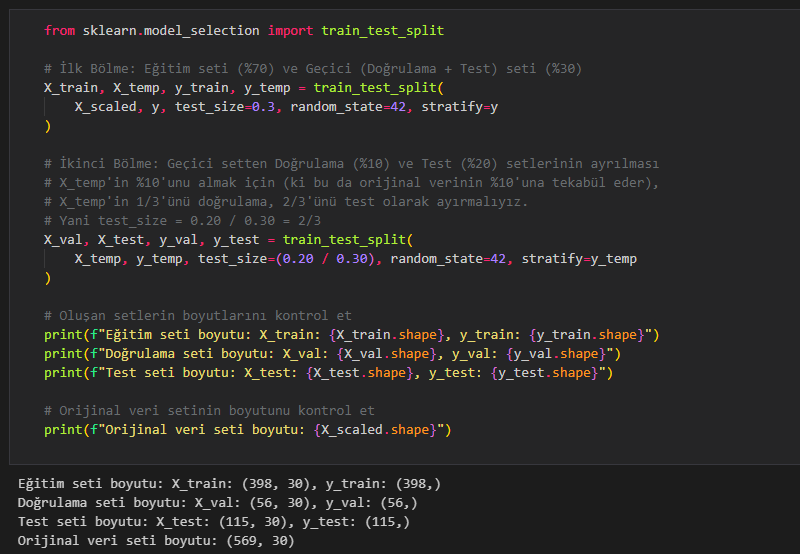 from sklearn.model_selection import train_test_split
# İlk Bölme: Eğitim seti (%70) ve Geçici (Doğrulama + Test) seti (%30)
X_train, X_temp, y_train, y_temp = train_test_split(
X_scaled, y, test_size=0.3, random_state=42, stratify=y
)
# İkinci Bölme: Geçici setten Doğrulama (%10) ve Test (%20) setlerinin ayrılması
# X_temp'in %10'unu almak için (ki bu da orijinal verinin %10'una tekabül eder),
# X_temp'in 1/3'ünü doğrulama, 2/3'ünü test olarak ayırmalıyız.
# Yani test_size = 0.20 / 0.30 = 2/3
X_val, X_test, y_val, y_test = train_test_split(
X_temp, y_temp, test_size=(0.20 / 0.30), random_state=42, stratify=y_temp
)
# Oluşan setlerin boyutlarını kontrol et
print(f"Eğitim seti boyutu: X_train: {X_train.shape}, y_train: {y_train.shape}")
print(f"Doğrulama seti boyutu: X_val: {X_val.shape}, y_val: {y_val.shape}")
print(f"Test seti boyutu: X_test: {X_test.shape}, y_test: {y_test.shape}")
# Orijinal veri setinin boyutunu kontrol et
print(f"Orijinal veri seti boyutu: {X_scaled.shape}")
Eğitim seti boyutu: X_train: (398, 30), y_train: (398,)
Doğrulama seti boyutu: X_val: (56, 30), y_val: (56,)
Test seti boyutu: X_test: (115, 30), y_test: (115,)
Orijinal veri seti boyutu: (569, 30)